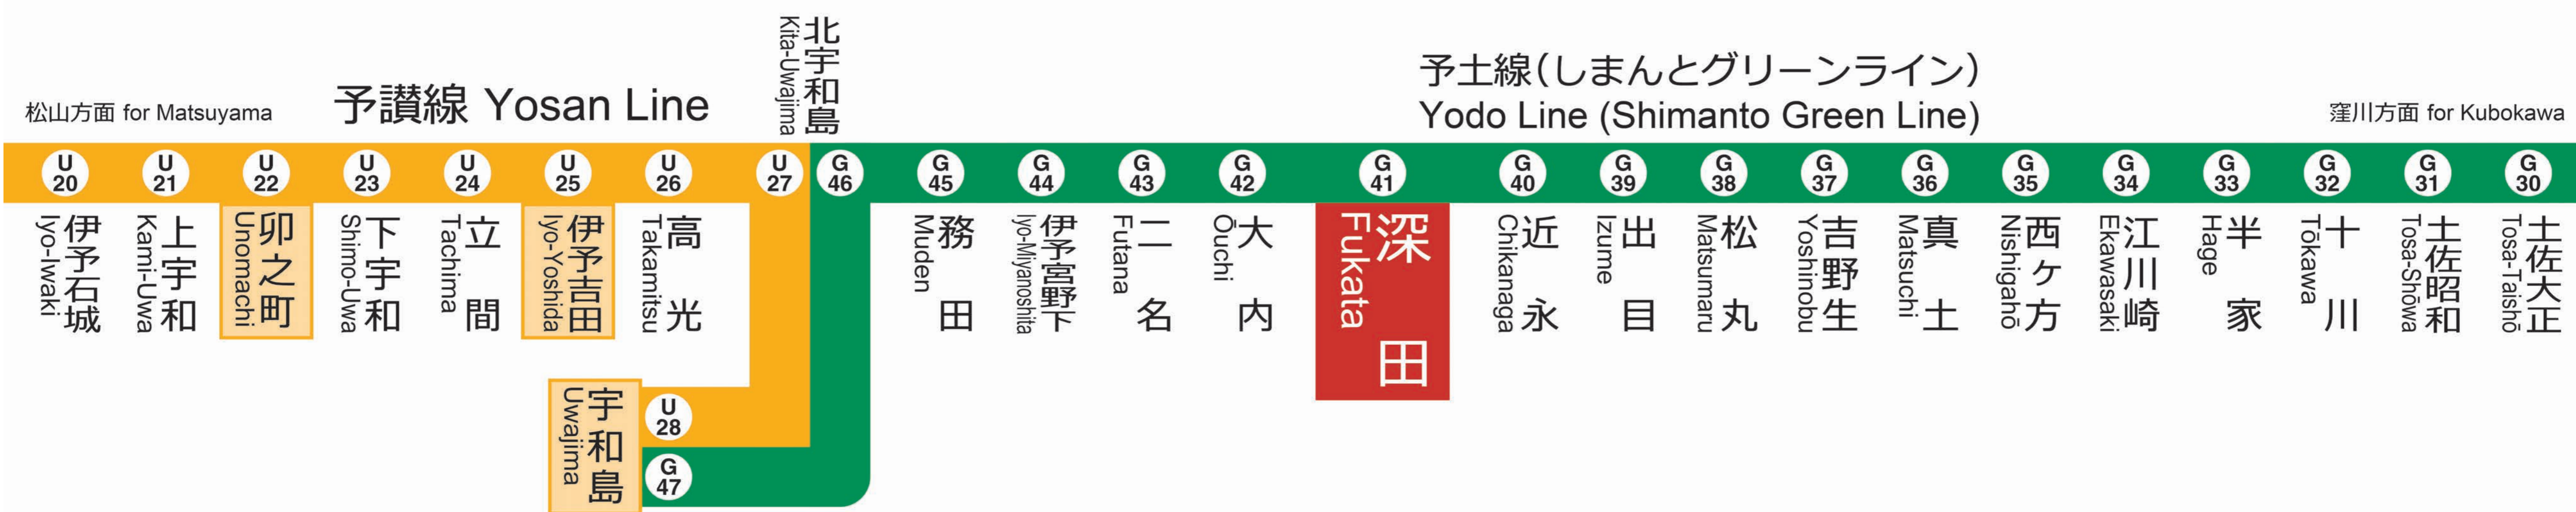 松山方面 for Matsuyama
予讃線 Yosan Line
北宇和島
Kita-Uwajima
予土線(しまんとグリーンライン)
Yodo Line (Shimanto Green Line)
窪川方面 for Kubokawa
U 20
伊予石城
Iyo-Iwaki
U 21
上宇和
Kami-Uwa
U 22
卯之町
Unomachi
U 23
下宇和
Shimo-Uwa
U 24
立間
Tachima
U 25
伊予吉田
Iyo-Yoshida
U 26
高光
Takamitsu
U 27
G 46
G 45
務田
Muden
G 44
伊予宮野下
Iyo-Miyanoshita
G 43
二名
Futana
G 42
大内
Ōuchi
G 41
深田
Fukata
G 40
近永
Chikanaga
G 39
出目
Izume
G 38
松丸
Matsumaru
G 37
吉野生
Yoshinobu
G 36
真土
Matsuchi
G 35
西ヶ方
Nishigahō
G 34
江川崎
Ekawasaki
G 33
半家
Hage
G 32
十川
Tōkawa
G 31
土佐昭和
Tosa-Shōwa
G 30
土佐大正
Tosa-Taishō
宇和島
Uwajima
U 28
G 47